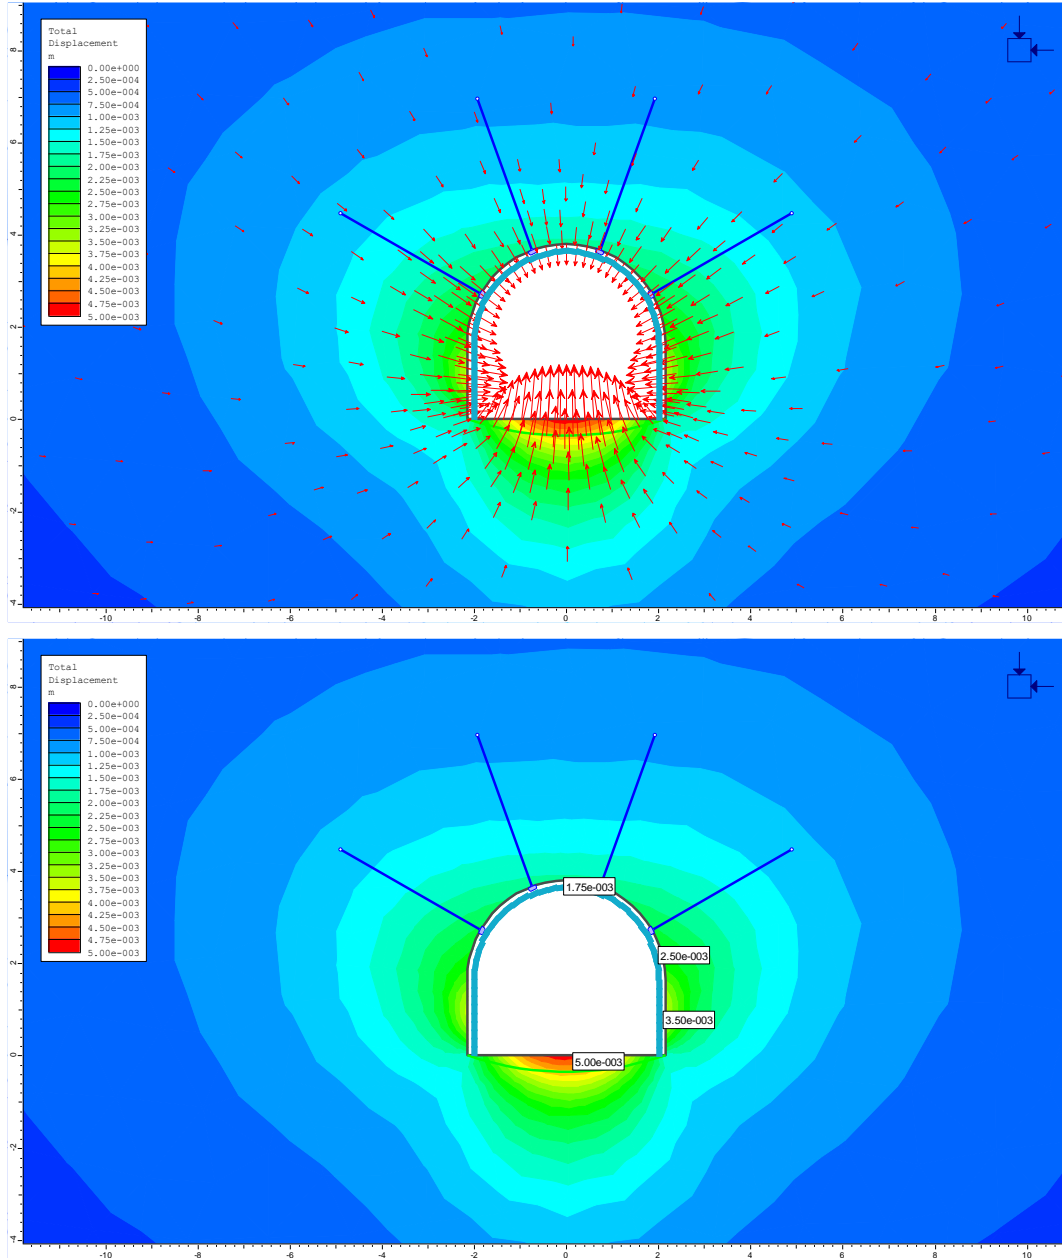 Total
Displacement
m
0.00e+000
2.50e-004
5.00e-004
7.50e-004
1.00e-003
1.25e-003
1.50e-003
1.75e-003
2.00e-003
2.25e-003
2.50e-003
2.75e-003
3.00e-003
3.25e-003
3.50e-003
3.75e-003
4.00e-003
4.25e-003
4.50e-003
4.75e-003
5.00e-003
8
6
4
2
0
-2
-4
-10 -8 -6 -4 -2 0 2 4 6 8 10
Total
Displacement
m
0.00e+000
2.50e-004
5.00e-004
7.50e-004
1.00e-003
1.25e-003
1.50e-003
1.75e-003
2.00e-003
2.25e-003
2.50e-003
2.75e-003
3.00e-003
3.25e-003
3.50e-003
3.75e-003
4.00e-003
4.25e-003
4.50e-003
4.75e-003
5.00e-003
1.75e-003
2.50e-003
3.50e-003
5.00e-003
8
6
4
2
0
-2
-4
-10 -8 -6 -4 -2 0 2 4 6 8 10